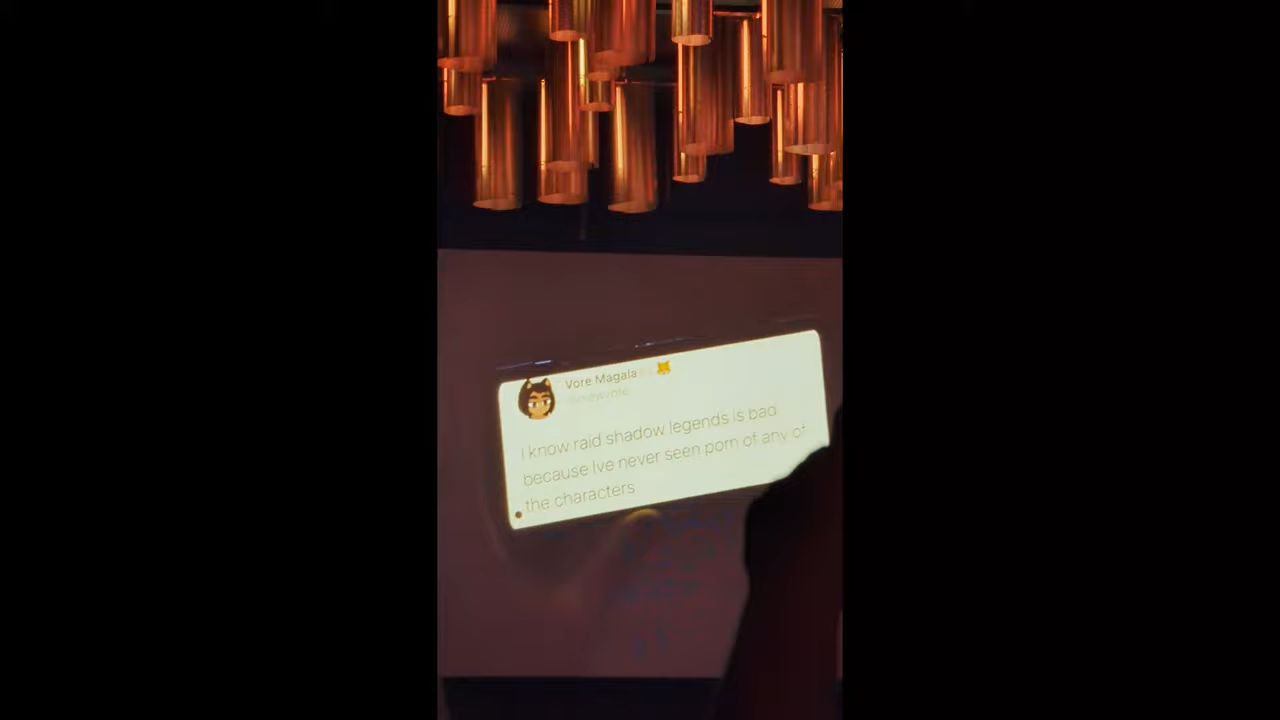 Vore Magala
I know raid shadow legends is bad
because Ive never seen porn of any of
the characters